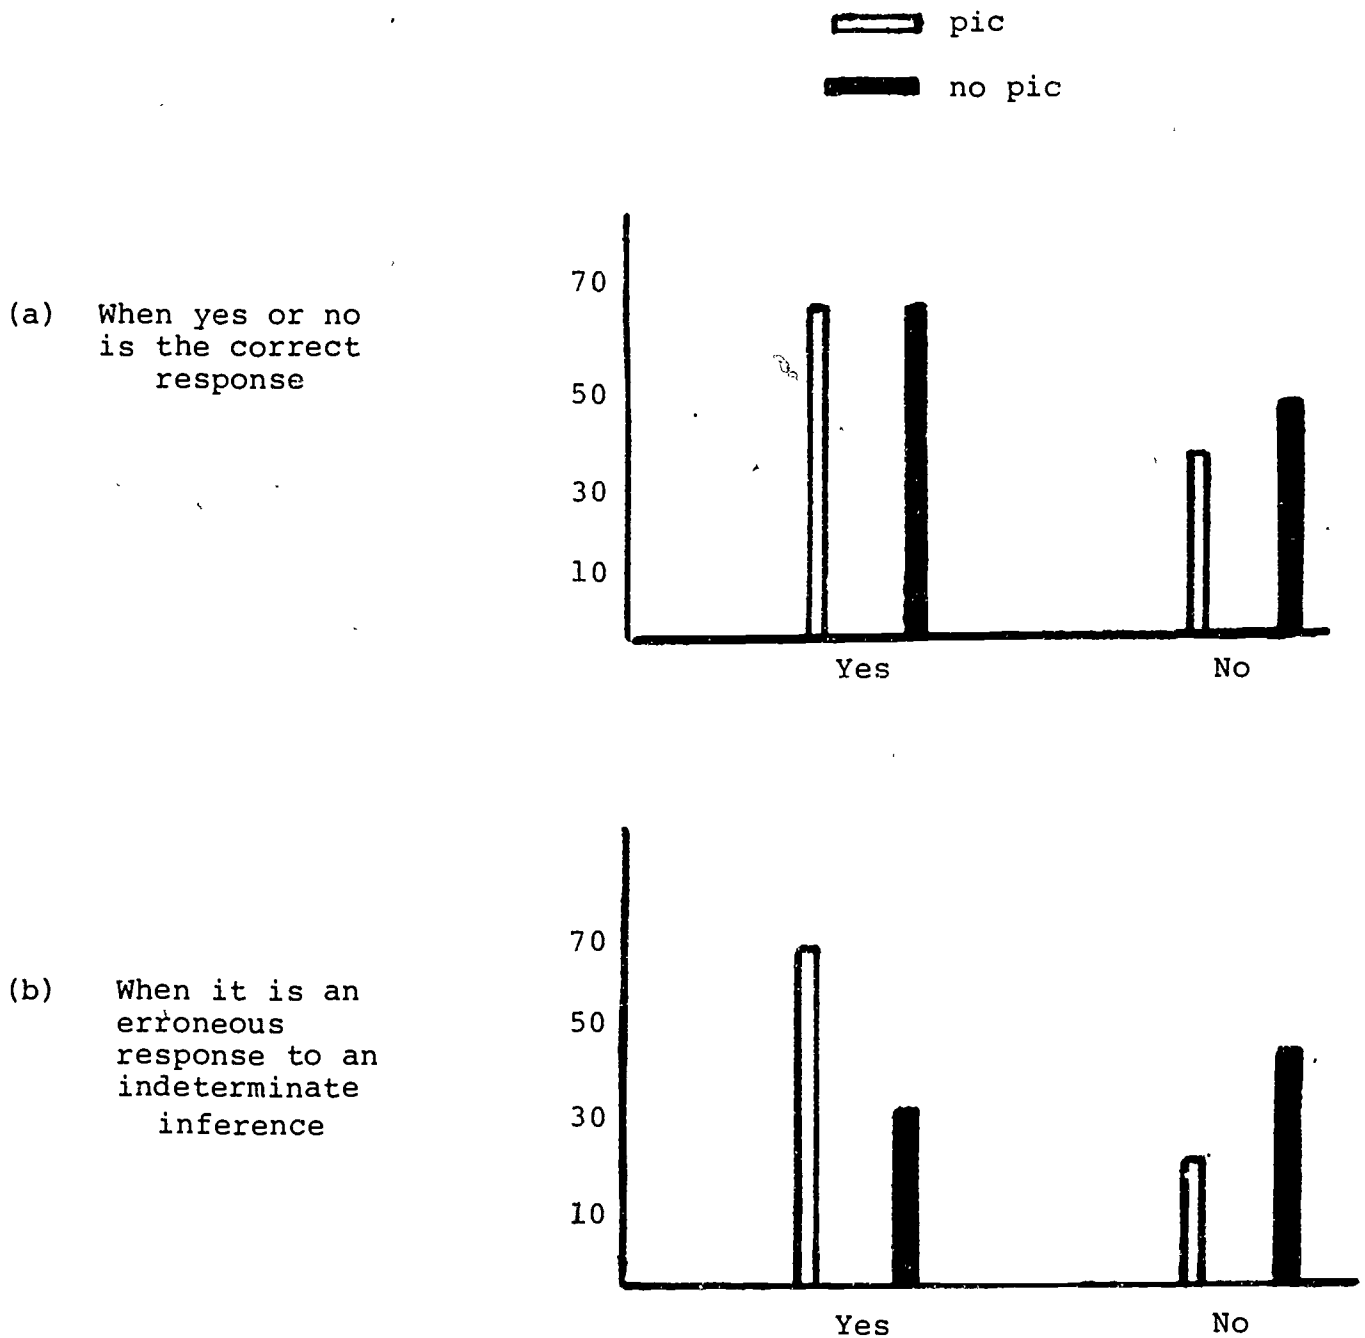 pic
no pic
(a) When yes or no
is the correct
response
70
50
30
10
Yes No
(b) When it is an
erroneous
response to an
indeterminate
inference
70
50
30
10
Yes No